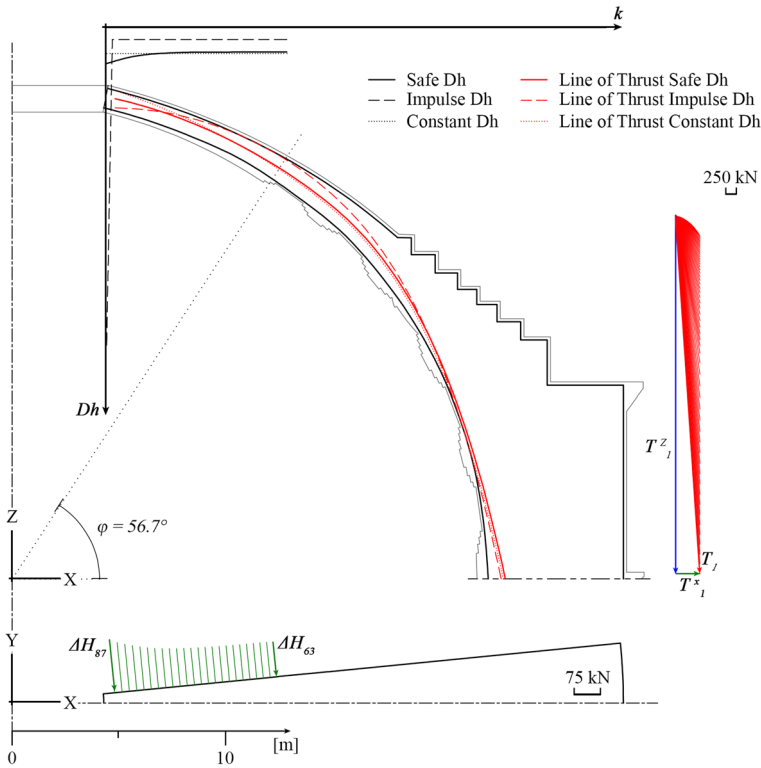 k
Safe Dh
Line of Thrust Safe Dh
Impulse Dh
Line of Thrust Impulse Dh
Constant Dh
Line of Thrust Constant Dh
250 kN
Dh
T^Z_1
Z
φ = 56.7°
X
T_1
T^x_1
Y
ΔH_87
ΔH_63
75 kN
X
[m]
0
10